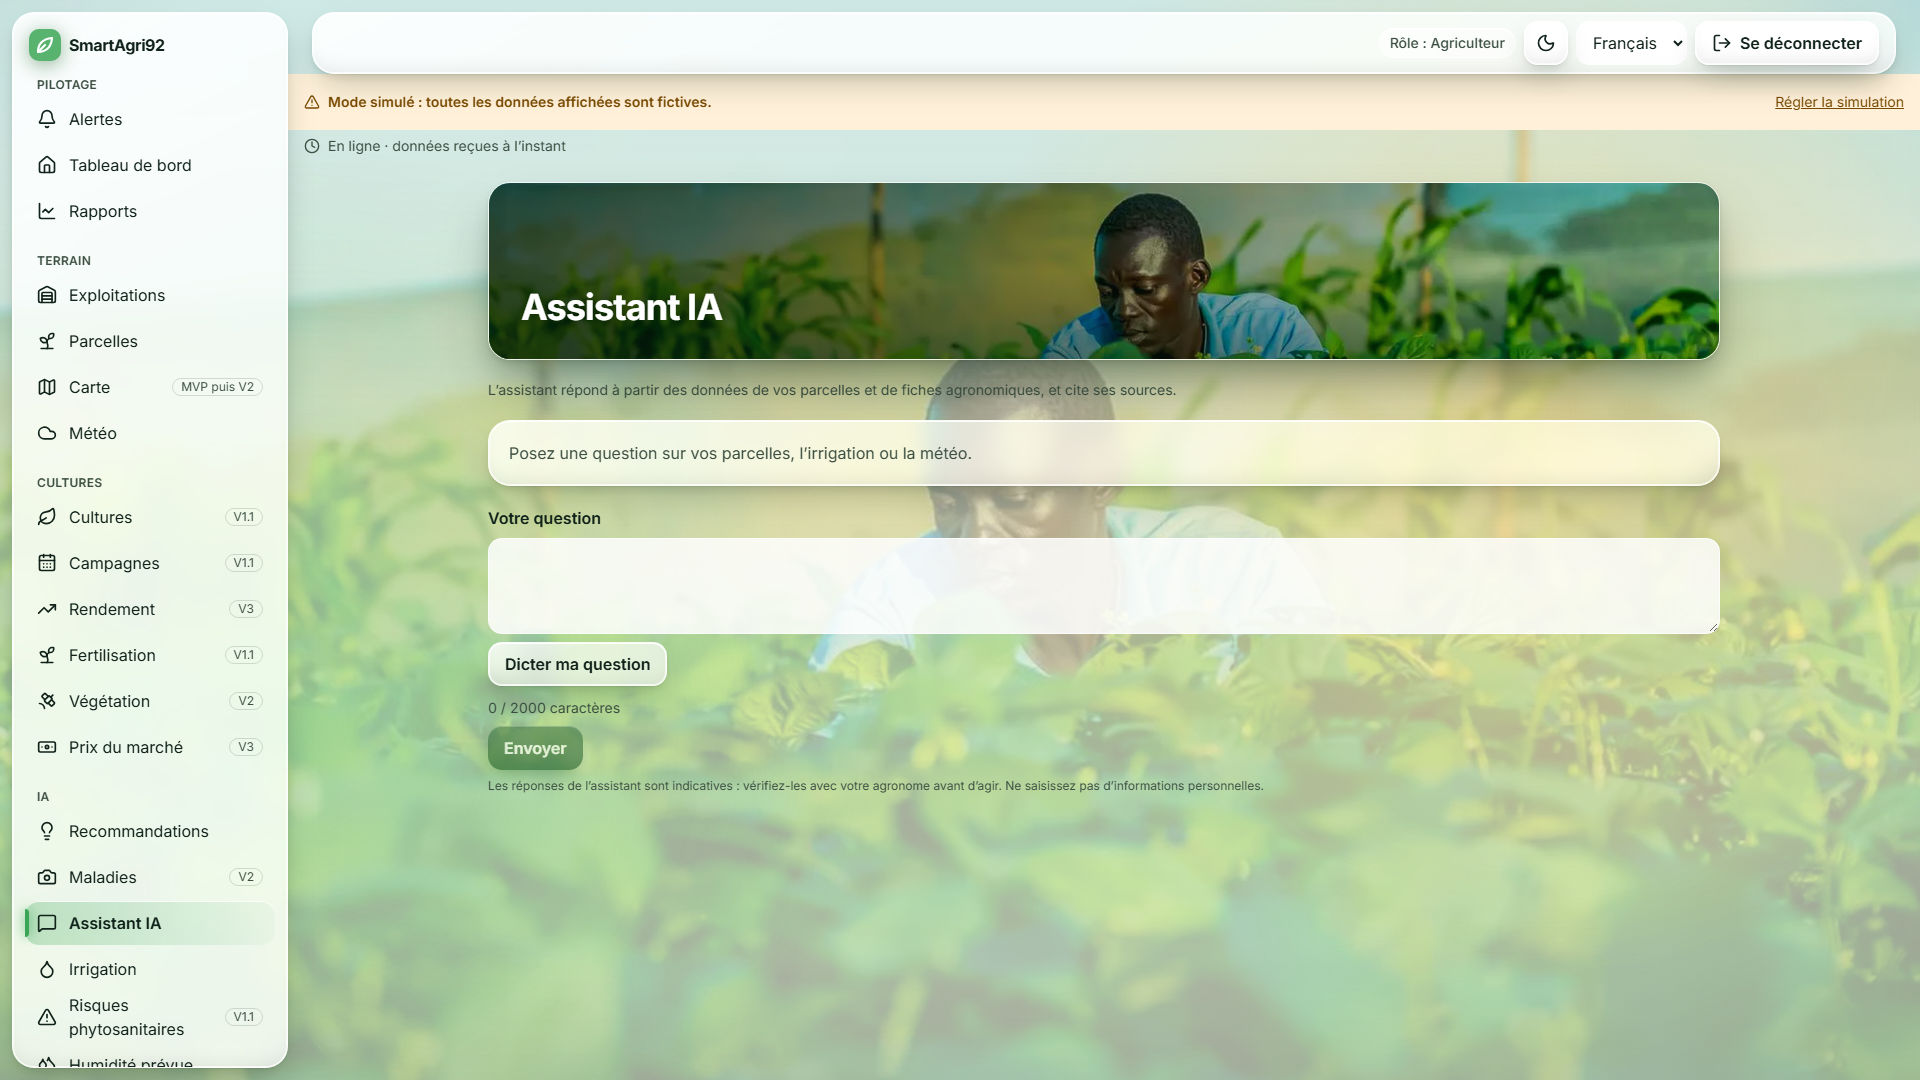 SmartAgri92
PILOTAGE
Alertes
Tableau de bord
Rapports
TERRAIN
Exploitations
Parcelles
Carte MVP puis V2
Météo
CULTURES
Cultures V1.1
Campagnes V1.1
Rendement V3
Fertilisation V1.1
Végétation V2
Prix du marché V3
IA
Recommandations
Maladies V2
Assistant IA
Irrigation
Risques
phytosanitaires V1.1
Humidité prévue
Rôle : Agriculteur
Français
Se déconnecter
Mode simulé : toutes les données affichées sont fictives.
Régler la simulation
En ligne · données reçues à l’instant
Assistant IA
L’assistant répond à partir des données de vos parcelles et de fiches agronomiques, et cite ses sources.
Posez une question sur vos parcelles, l’irrigation ou la météo.
Votre question
Dicter ma question
0 / 2000 caractères
Envoyer
Les réponses de l’assistant sont indicatives : vérifiez-les avec votre agronome avant d’agir. Ne saisissez pas d’informations personnelles.